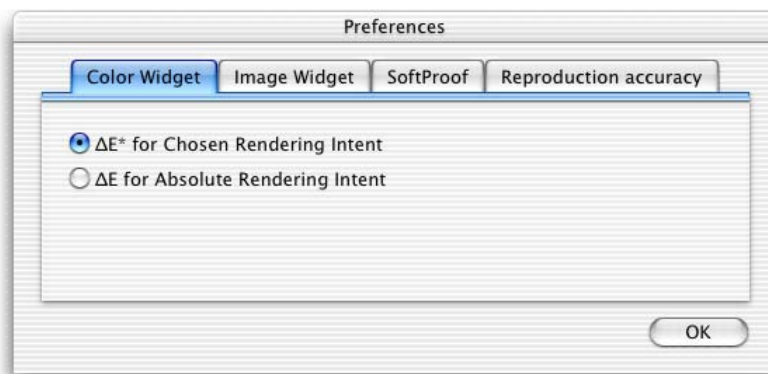 Preferences
Color Widget Image Widget SoftProof Reproduction accuracy
ΔE* for Chosen Rendering Intent
ΔE for Absolute Rendering Intent
OK